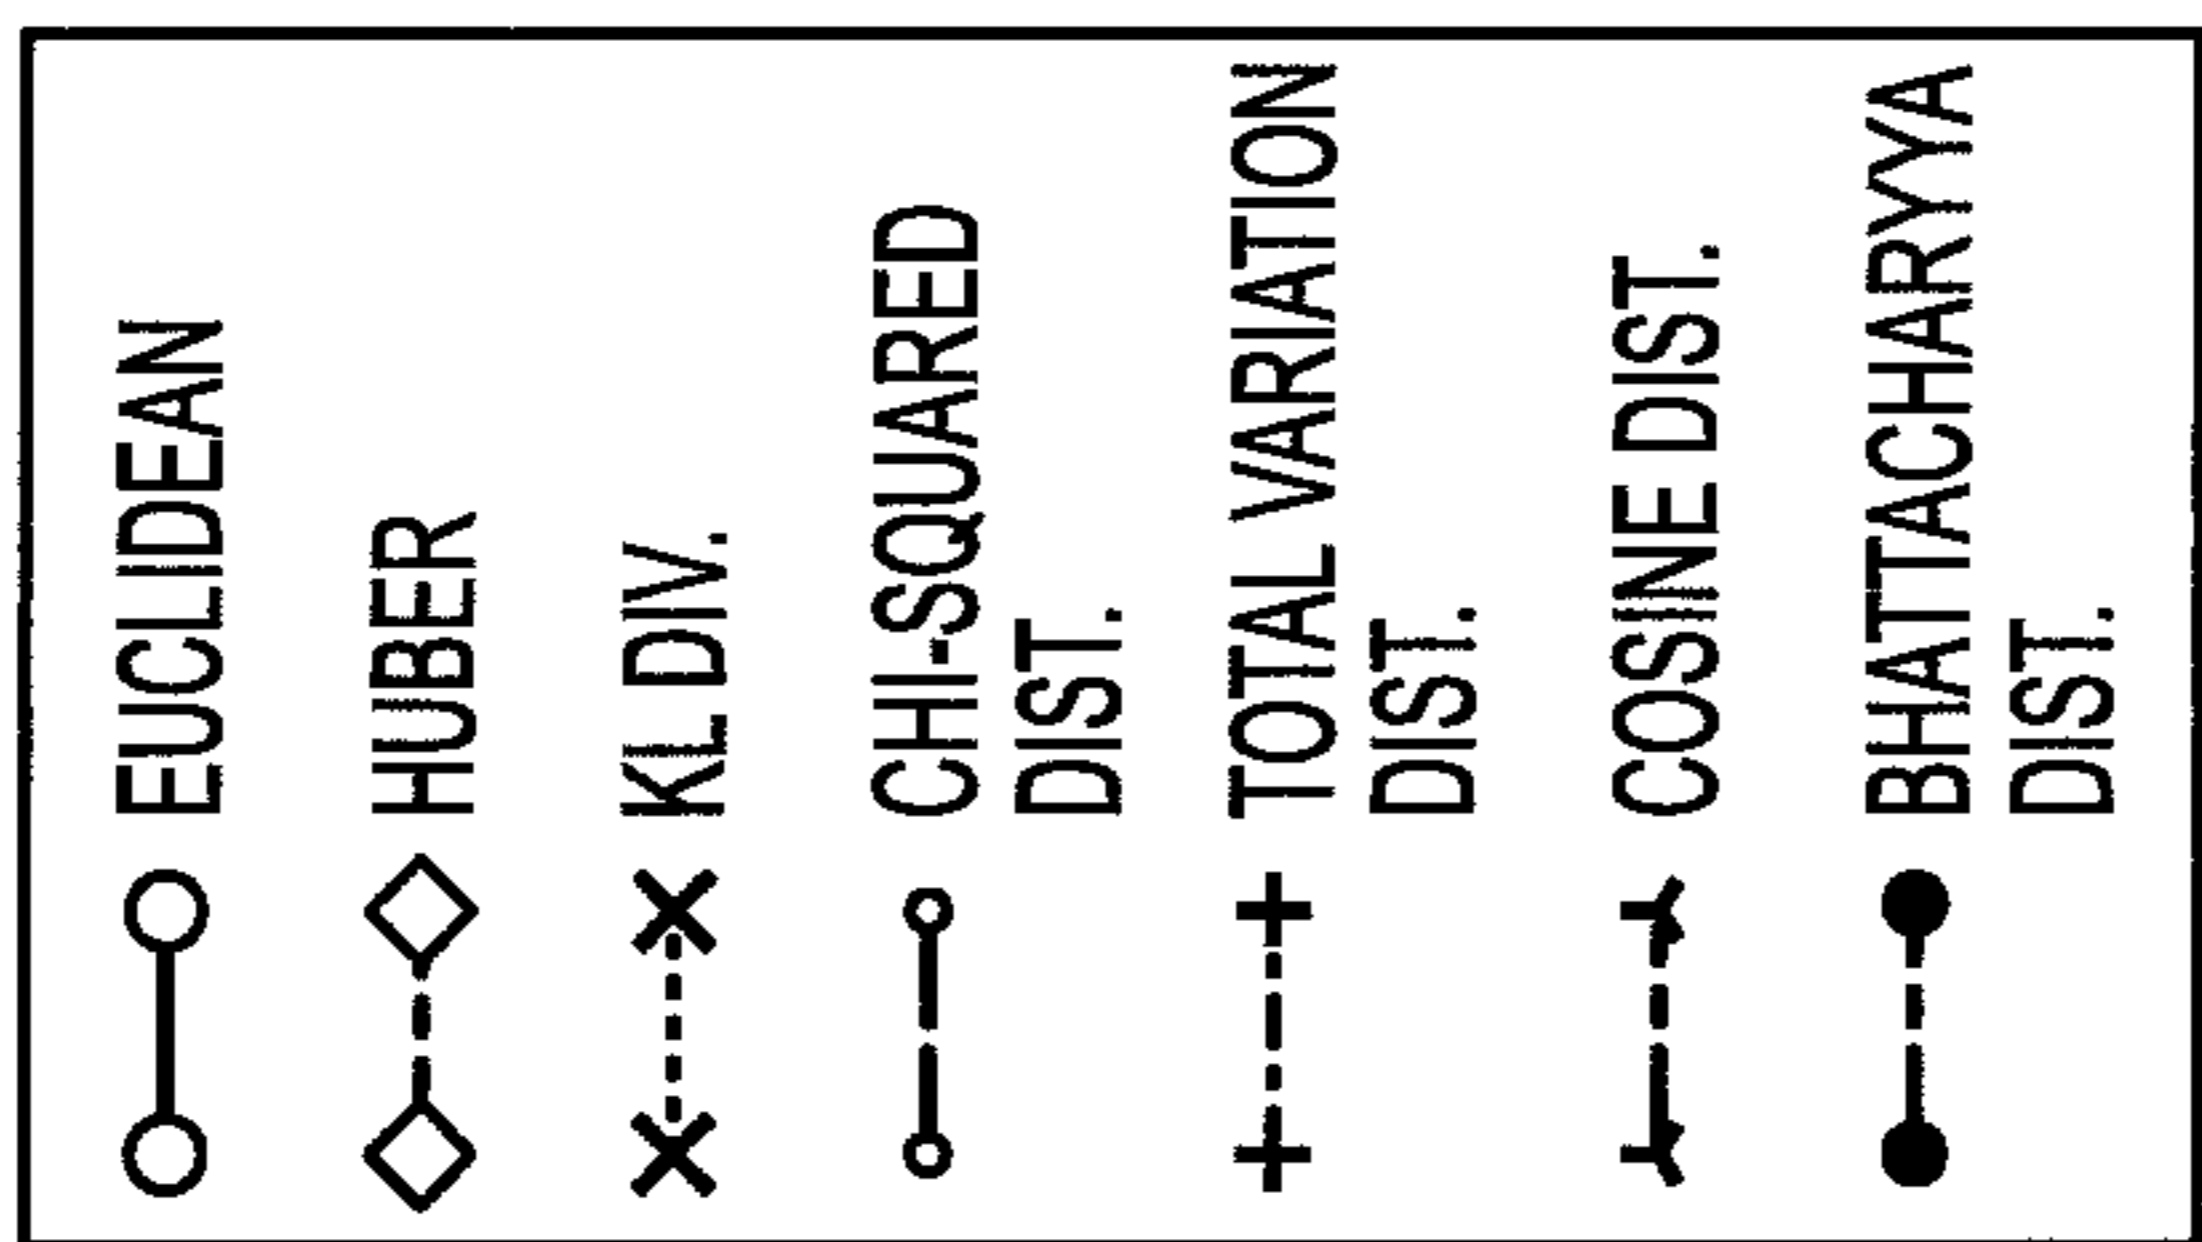 EUCLIDEAN
HUBER
KL DIV.
CHI-SQUARED
DIST.
TOTAL VARIATION
DIST.
COSINE DIST.
BHATTACHARYYA
DIST.